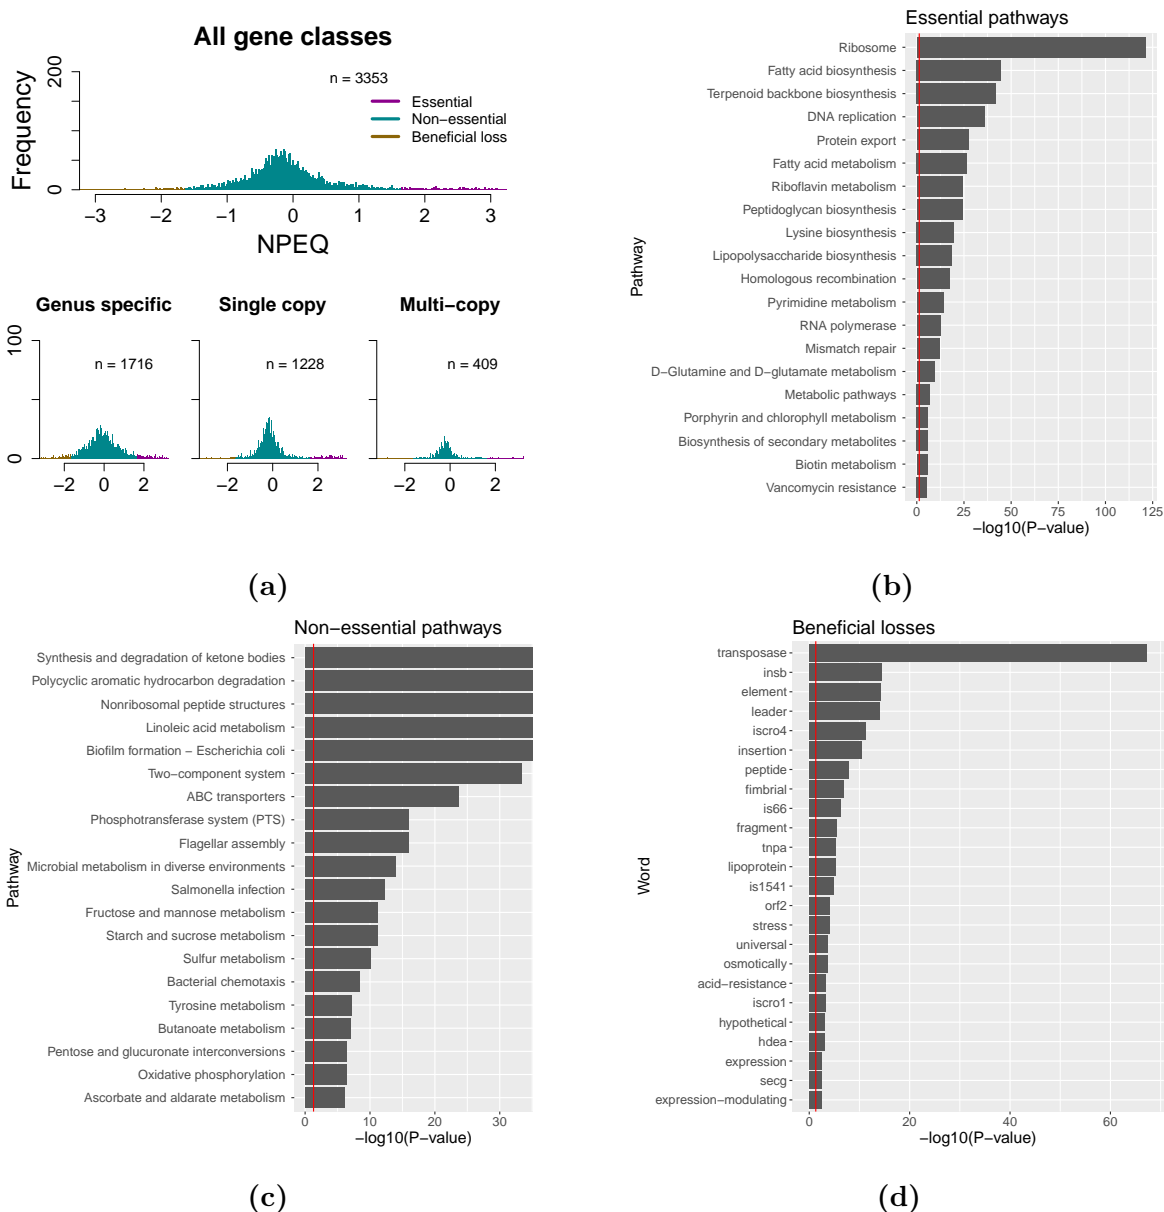 All gene classes
Frequency
200
0
n = 3353
Essential
Non−essential
Beneficial loss
−3 −2 −1 0 1 2 3
NPEQ
Genus specific
Single copy
Multi−copy
100
0
n = 1716
n = 1228
n = 409
−2 0 2
−2 0 2
−2 0 2
(a)
Essential pathways
Pathway
Ribosome
Fatty acid biosynthesis
Terpenoid backbone biosynthesis
DNA replication
Protein export
Fatty acid metabolism
Riboflavin metabolism
Peptidoglycan biosynthesis
Lysine biosynthesis
Lipopolysaccharide biosynthesis
Homologous recombination
Pyrimidine metabolism
RNA polymerase
Mismatch repair
D−Glutamine and D−glutamate metabolism
Metabolic pathways
Porphyrin and chlorophyll metabolism
Biosynthesis of secondary metabolites
Biotin metabolism
Vancomycin resistance
0 25 50 75 100 125
−log10(P−value)
(b)
Non−essential pathways
Pathway
Synthesis and degradation of ketone bodies
Polycyclic aromatic hydrocarbon degradation
Nonribosomal peptide structures
Linoleic acid metabolism
Biofilm formation − Escherichia coli
Two−component system
ABC transporters
Phosphotransferase system (PTS)
Flagellar assembly
Microbial metabolism in diverse environments
Salmonella infection
Fructose and mannose metabolism
Starch and sucrose metabolism
Sulfur metabolism
Bacterial chemotaxis
Tyrosine metabolism
Butanoate metabolism
Pentose and glucuronate interconversions
Oxidative phosphorylation
Ascorbate and aldarate metabolism
0 10 20 30
−log10(P−value)
(c)
Beneficial losses
Word
transposase
insb
element
leader
iscro4
insertion
peptide
fimbrial
is66
fragment
tnpa
lipoprotein
is1541
orf2
stress
universal
osmotically
acid−resistance
iscro1
hypothetical
hdea
expression
secg
expression−modulating
0 20 40 60
−log10(P−value)
(d)